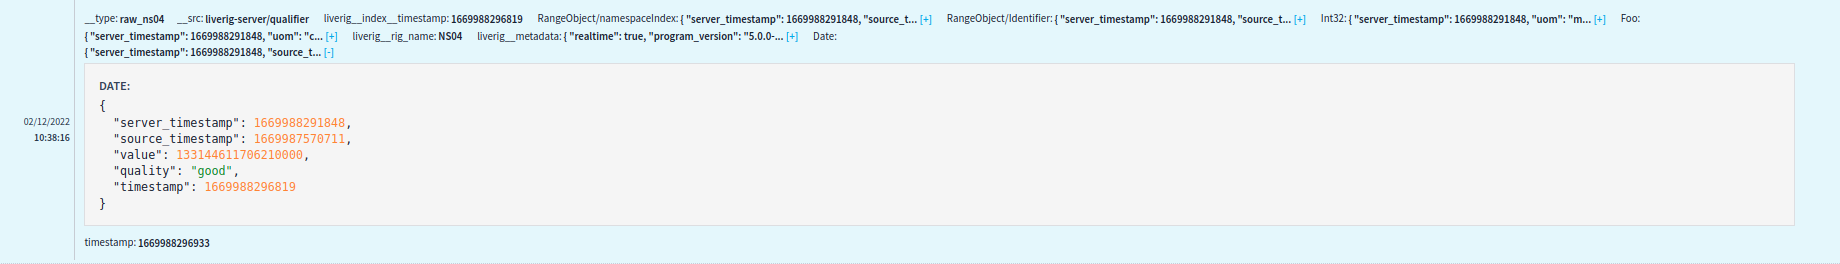 __type: raw_ns04 __src: liverig-server/qualifier liverig__index__timestamp: 1669988296819 RangeObject/namespaceIndex: { "server_timestamp": 1669988291848, "source_t... [+] RangeObject/Identifier: { "server_timestamp": 1669988291848, "source_t... [+] Int32: { "server_timestamp": 1669988291848, "uom": "m... [+] Foo:
{ "server_timestamp": 1669988291848, "uom": "c... [+] liverig__rig_name: NS04 liverig__metadata: { "realtime": true, "program_version": "5.0.0-... [+] Date:
{ "server_timestamp": 1669988291848, "source_t... [-]
DATE:
{
"server_timestamp": 1669988291848,
02/12/2022
10:38:16
"source_timestamp": 1669987570711,
"value": 133144611706210000,
"quality": "good",
"timestamp": 1669988296819
}
timestamp: 1669988296933